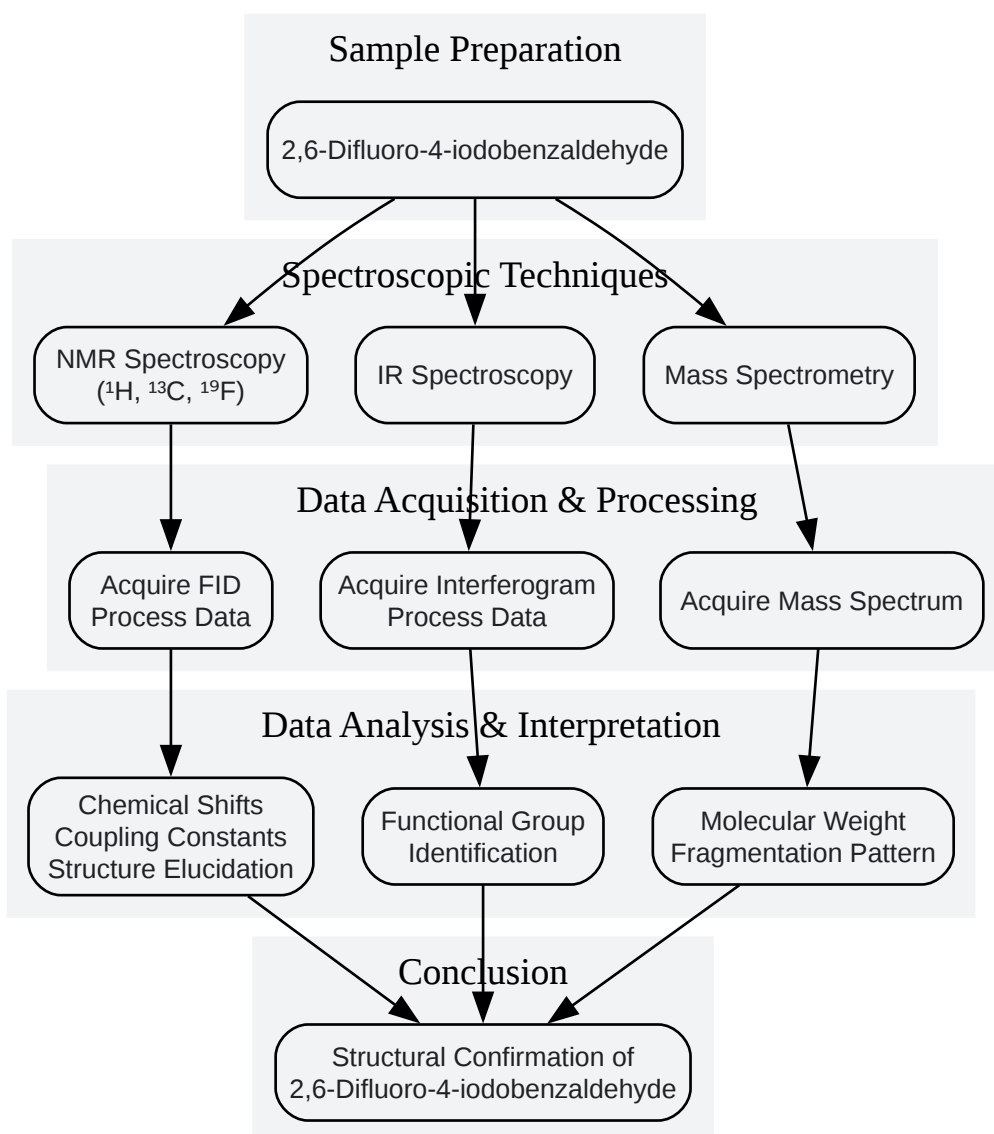 Sample Preparation
2,6-Difluoro-4-iodobenzaldehyde
Spectroscopic Techniques
NMR Spectroscopy
(¹H, ¹³C, ¹⁹F)
IR Spectroscopy
Mass Spectrometry
Data Acquisition & Processing
Acquire FID
Process Data
Acquire Interferogram
Process Data
Acquire Mass Spectrum
Data Analysis & Interpretation
Chemical Shifts
Coupling Constants
Structure Elucidation
Functional Group
Identification
Molecular Weight
Fragmentation Pattern
Conclusion
Structural Confirmation of
2,6-Difluoro-4-iodobenzaldehyde